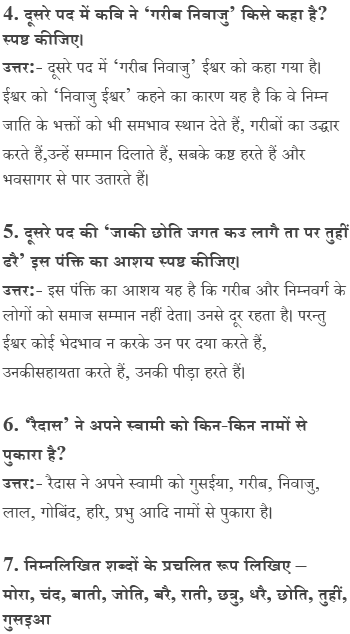 4. दूसरे पद में कवि ने ‘गरीब निवाजु’ किसे कहा है?
स्पष्ट कीजिए।
उत्तर:- दूसरे पद में ‘गरीब निवाजु’ ईश्वर को कहा गया है।
ईश्वर को ‘निवाजु ईश्वर’ कहने का कारण यह है कि वे निम्न
जाति के भक्तों को भी समभाव स्थान देते हैं, गरीबों का उद्धार
करते हैं,उन्हें सम्मान दिलाते हैं, सबके कष्ट हरते हैं और
भवसागर से पार उतारते हैं।
5. दूसरे पद की ‘जाकी छोति जगत कउ लागै ता पर तुहीं
ढरै’ इस पंक्ति का आशय स्पष्ट कीजिए।
उत्तर:- इस पंक्ति का आशय यह है कि गरीब और निम्नवर्ग के
लोगों को समाज सम्मान नहीं देता। उनसे दूर रहता है। परन्तु
ईश्वर कोई भेदभाव न करके उन पर दया करते हैं,
उनकीसहायता करते हैं, उनकी पीड़ा हरते हैं।
6. ‘रैदास’ ने अपने स्वामी को किन-किन नामों से
पुकारा है?
उत्तर:- रैदास ने अपने स्वामी को गुसईया, गरीब, निवाजु,
लाल, गोबिंद, हरि, प्रभु आदि नामों से पुकारा है।
7. निम्नलिखित शब्दों के प्रचलित रूप लिखिए –
मोरा, चंद, बाती, जोति, बरै, राती, छत्रु, धरै, छोति, तुहीं,
गुसइआ